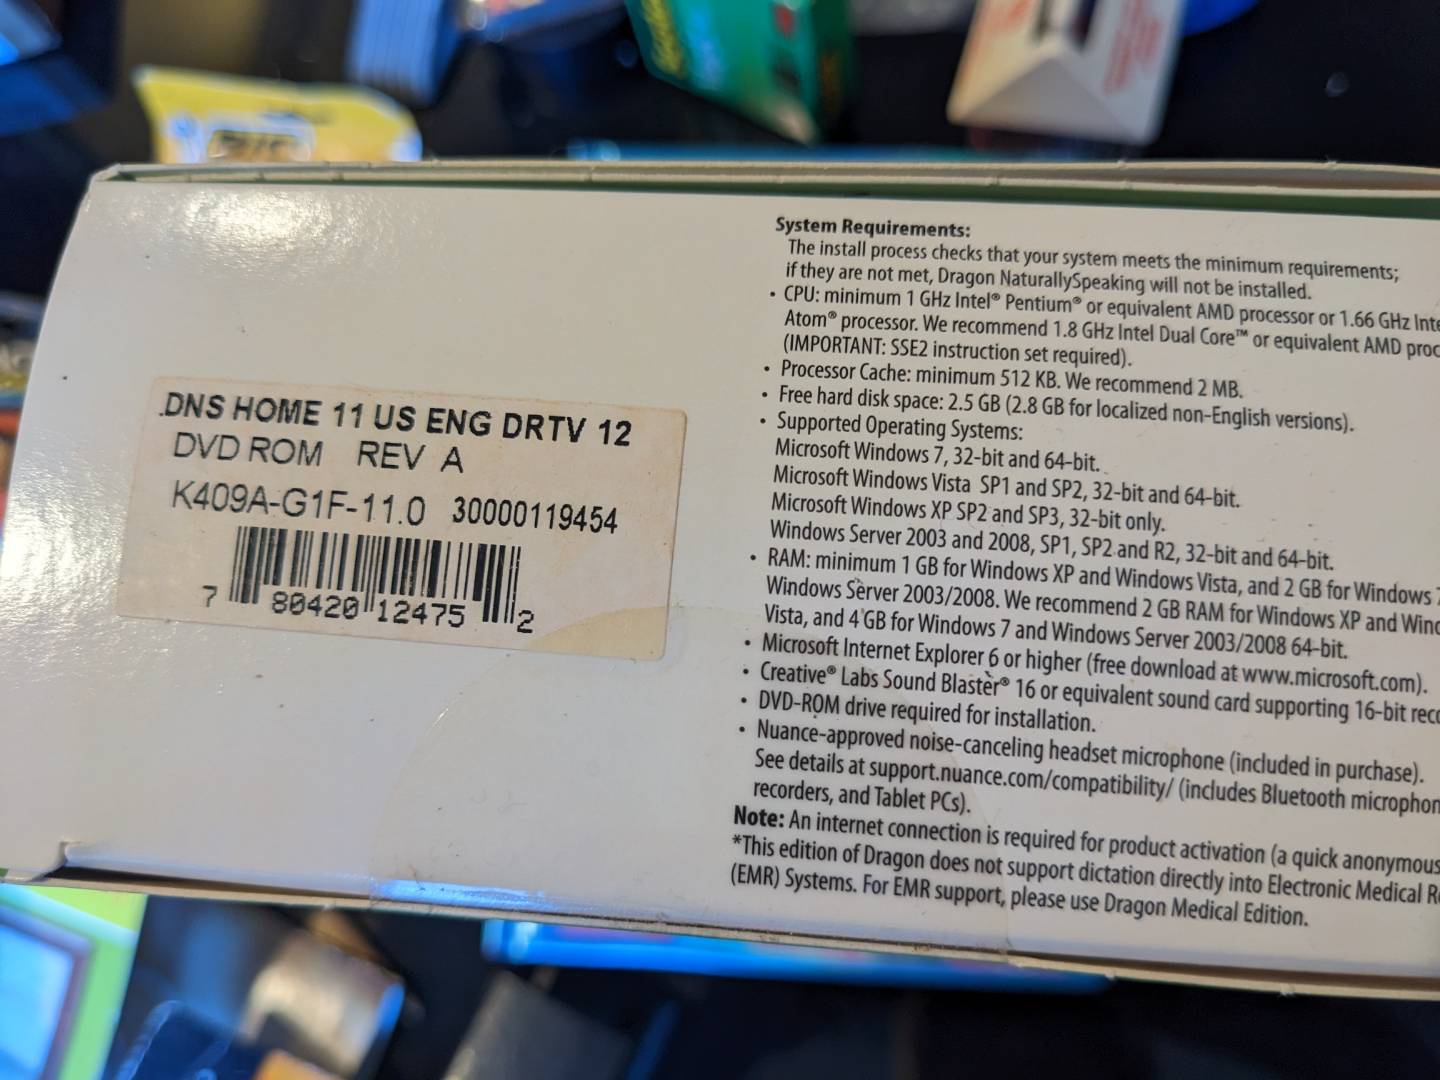 BIC
.DNS HOME 11 US ENG DRTV 12
DVD ROM REV A
K409A-G1F-11.0 30000119454
7 80420 12475 2
System Requirements:
The install process checks that your system meets the minimum requirements;
if they are not met, Dragon NaturallySpeaking will not be installed.
• CPU: minimum 1 GHz Intel® Pentium® or equivalent AMD processor or 1.66 GHz Inte
Atom® processor. We recommend 1.8 GHz Intel Dual Core™ or equivalent AMD proc
(IMPORTANT: SSE2 instruction set required).
• Processor Cache: minimum 512 KB. We recommend 2 MB.
• Free hard disk space: 2.5 GB (2.8 GB for localized non-English versions).
• Supported Operating Systems:
Microsoft Windows 7, 32-bit and 64-bit.
Microsoft Windows Vista SP1 and SP2, 32-bit and 64-bit.
Microsoft Windows XP SP2 and SP3, 32-bit only.
Windows Server 2003 and 2008, SP1, SP2 and R2, 32-bit and 64-bit.
• RAM: minimum 1 GB for Windows XP and Windows Vista, and 2 GB for Windows 7
Windows Server 2003/2008. We recommend 2 GB RAM for Windows XP and Wind
Vista, and 4 GB for Windows 7 and Windows Server 2003/2008 64-bit.
• Microsoft Internet Explorer 6 or higher (free download at www.microsoft.com).
• Creative® Labs Sound Blaster® 16 or equivalent sound card supporting 16-bit reco
• DVD-ROM drive required for installation.
• Nuance-approved noise-canceling headset microphone (included in purchase).
See details at support.nuance.com/compatibility/ (includes Bluetooth microphon
recorders, and Tablet PCs).
Note: An internet connection is required for product activation (a quick anonymous
*This edition of Dragon does not support dictation directly into Electronic Medical Re
(EMR) Systems. For EMR support, please use Dragon Medical Edition.